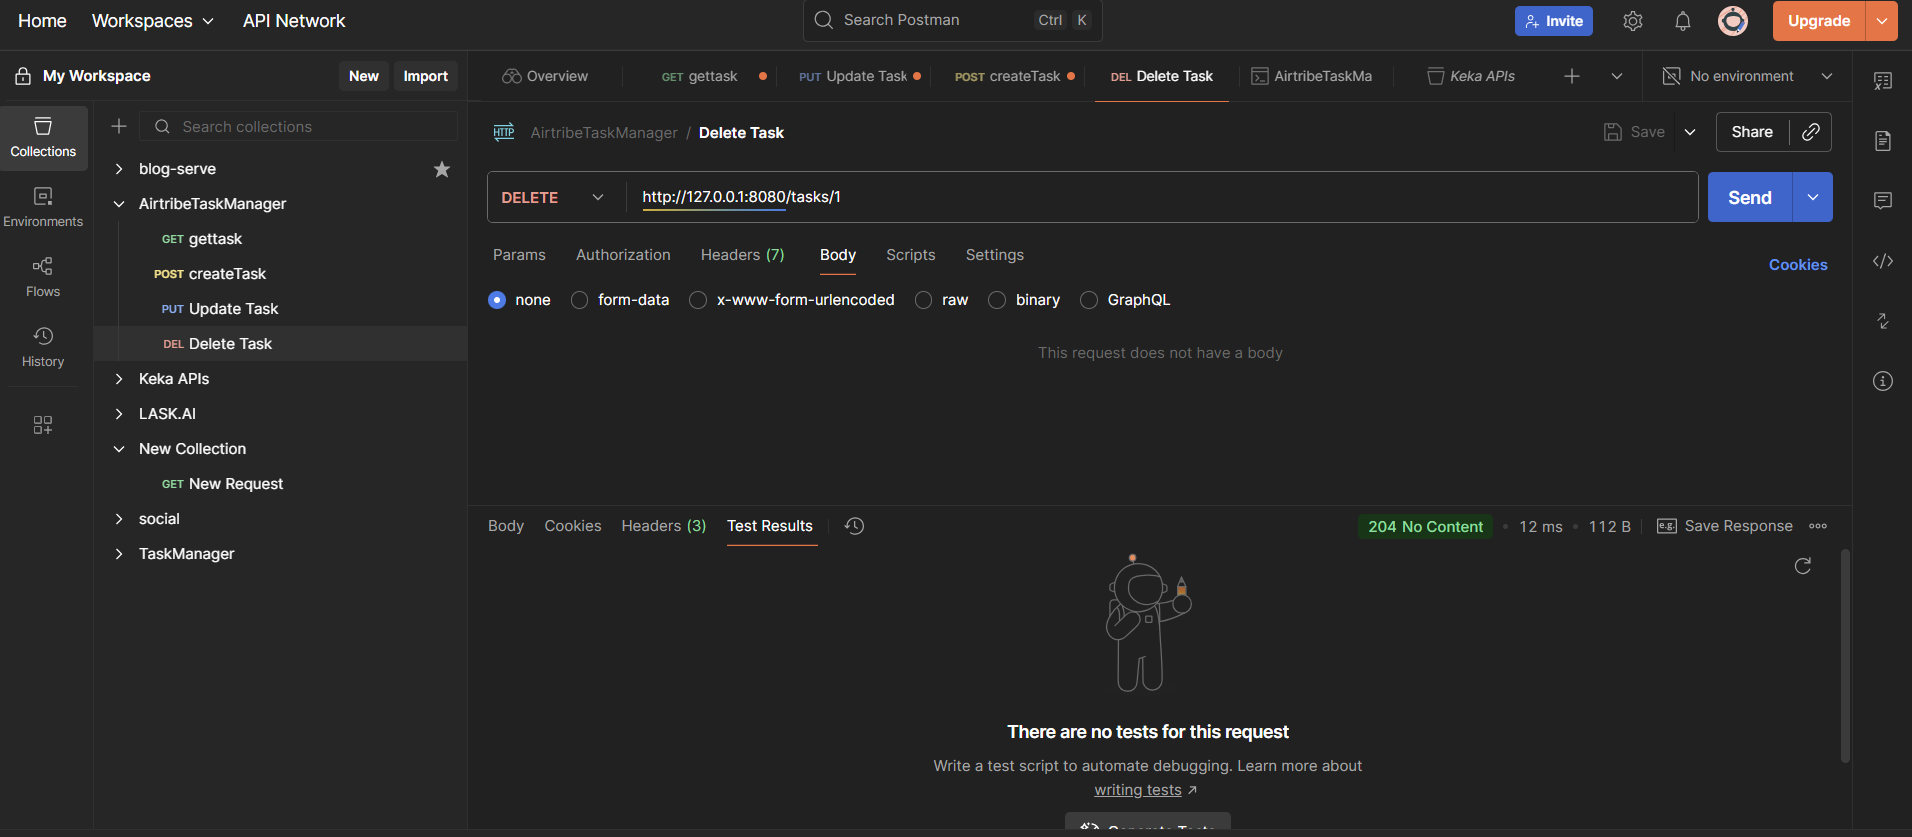 Home Workspaces API Network Search Postman Ctrl K Invite Upgrade
My Workspace New Import
Overview GET gettask PUT Update Task POST createTask DEL Delete Task AirtribeTaskMa Keka APIs No environment
Collections
Environments
Flows
History
Search collections
blog-serve
AirtribeTaskManager
GET gettask
POST createTask
PUT Update Task
DEL Delete Task
Keka APIs
LASK.AI
New Collection
GET New Request
social
TaskManager
HTTP AirtribeTaskManager / Delete Task Save Share
DELETE http://127.0.0.1:8080/tasks/1 Send
Params Authorization Headers (7) Body Scripts Settings Cookies
none form-data x-www-form-urlencoded raw binary GraphQL
This request does not have a body
Body Cookies Headers (3) Test Results 204 No Content 12 ms 112 B e.g. Save Response
There are no tests for this request
Write a test script to automate debugging. Learn more about
writing tests